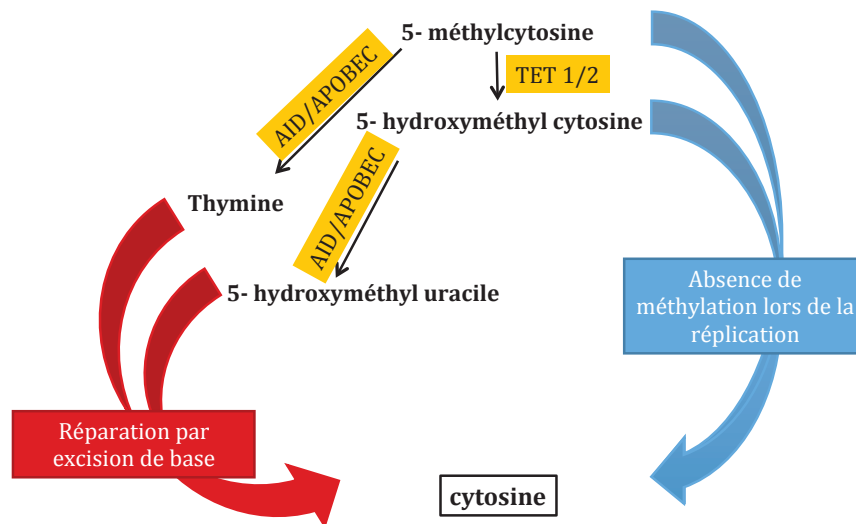 5- méthylcytosine
AID/APOBEC
TET 1/2
5- hydroxyméthyl cytosine
AID/APOBEC
Thymine
5- hydroxyméthyl uracile
Absence de
méthylation lors de la
réplication
Réparation par
excision de base
cytosine